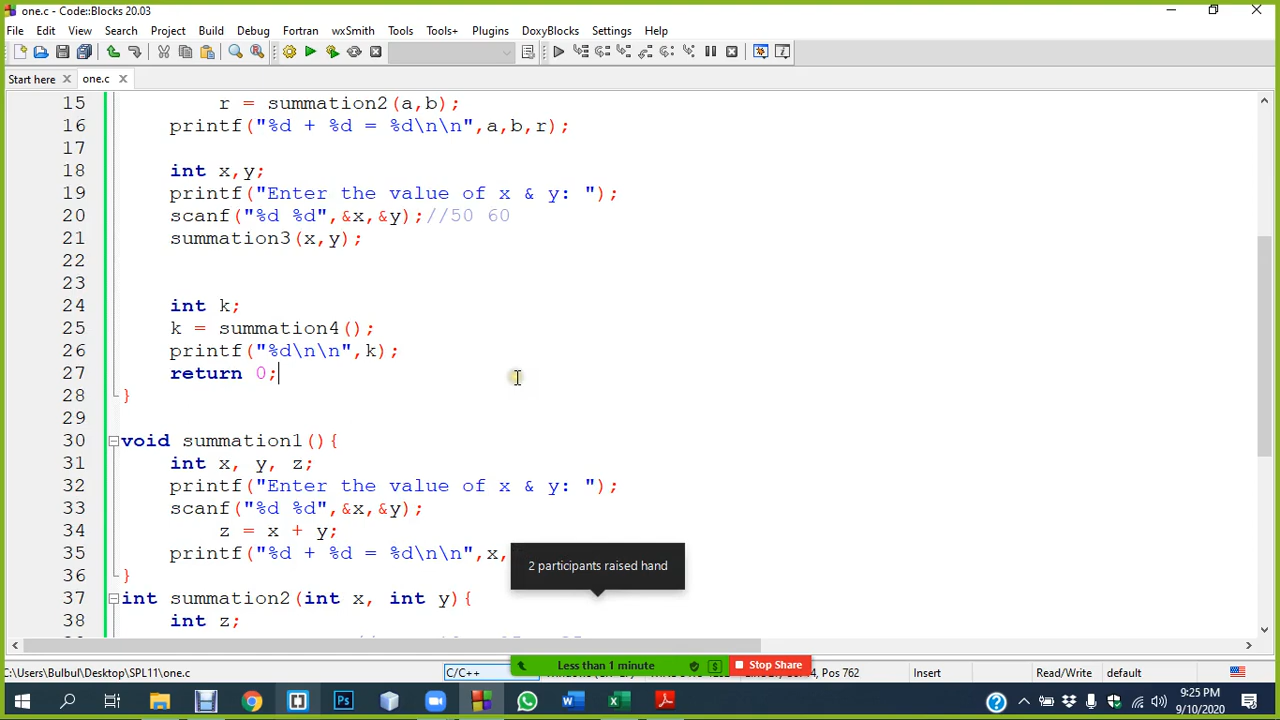 one.c - Code::Blocks 20.03
File Edit View Search Project Build Debug Fortran wxSmith Tools Tools+ Plugins DoxyBlocks Settings Help
Start here one.c
15 r = summation2(a,b);
16 printf("%d + %d = %d\n\n",a,b,r);
17
18 int x,y;
19 printf("Enter the value of x & y: ");
20 scanf("%d %d",&x,&y);//50 60
21 summation3(x,y);
22
23
24 int k;
25 k = summation4();
26 printf("%d\n\n",k);
27 return 0;
28 }
29
30 void summation1(){
31 int x, y, z;
32 printf("Enter the value of x & y: ");
33 scanf("%d %d",&x,&y);
34 z = x + y;
35 printf("%d + %d = %d\n\n",x,
36 }
2 participants raised hand
37 int summation2(int x, int y){
38 int z;
Less than 1 minute Stop Share
C:\Users\Bulbul\Desktop\SPL11\one.c C/C++ Pos 762 Insert Read/Write default
9:25 PM
9/10/2020